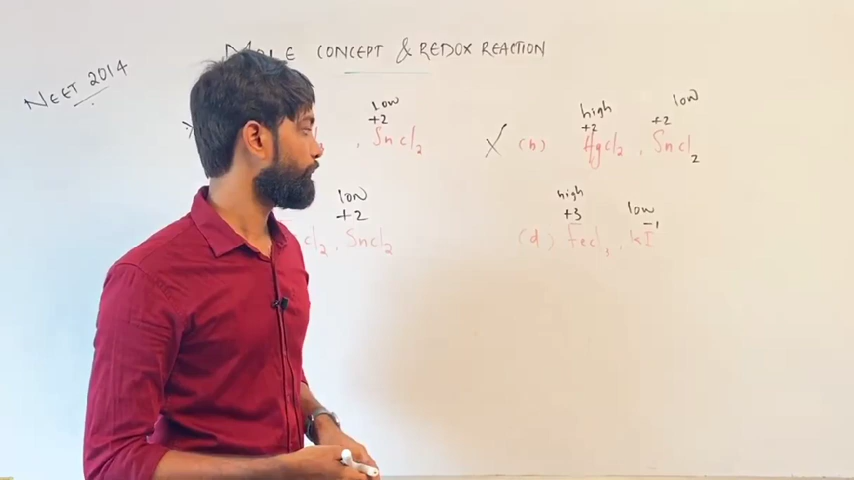 MOLE CONCEPT & REDOX REACTION
NEET 2014
low
+2
, Sncl2
X (b) high +2 Hgcl2 , low +2 Sncl2
low
+2
cl2 , Sncl2
high low
+3 -1
(d) Fecl3 , kI